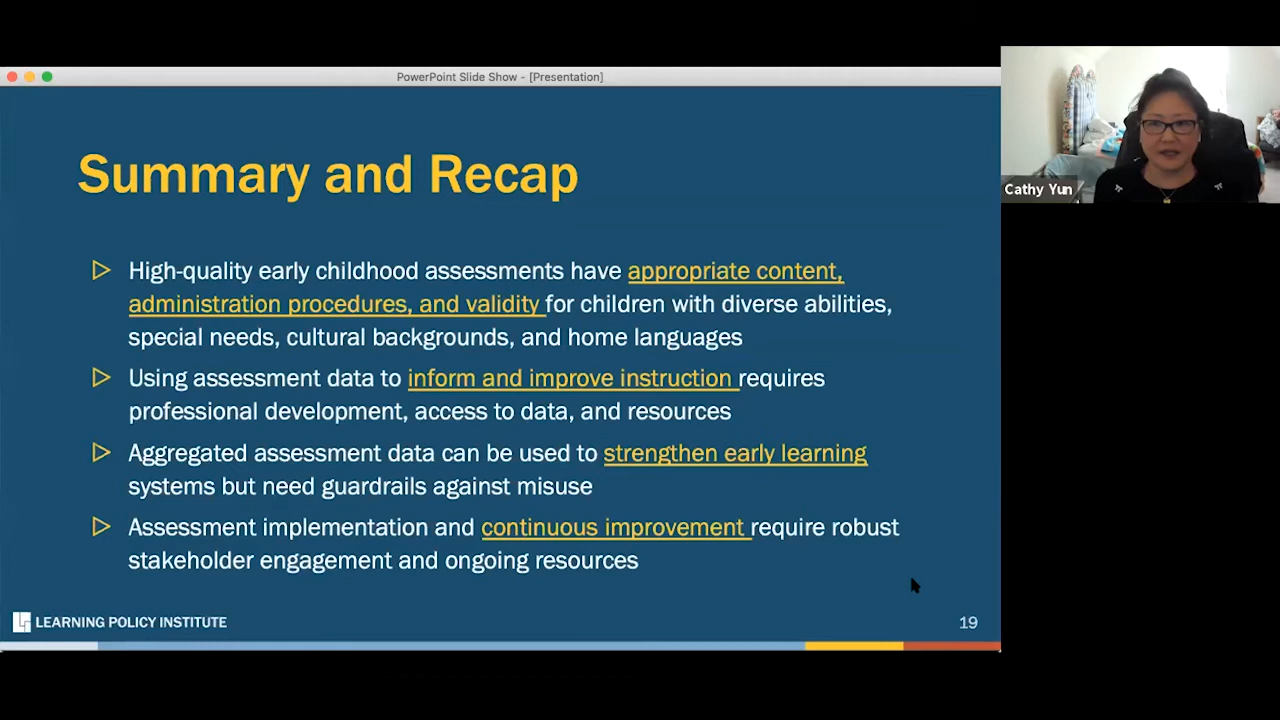 PowerPoint Slide Show - [Presentation]
Summary and Recap
High-quality early childhood assessments have appropriate content,
administration procedures, and validity for children with diverse abilities,
special needs, cultural backgrounds, and home languages
Using assessment data to inform and improve instruction requires
professional development, access to data, and resources
Aggregated assessment data can be used to strengthen early learning
systems but need guardrails against misuse
Assessment implementation and continuous improvement require robust
stakeholder engagement and ongoing resources
LEARNING POLICY INSTITUTE
19
Cathy Yun